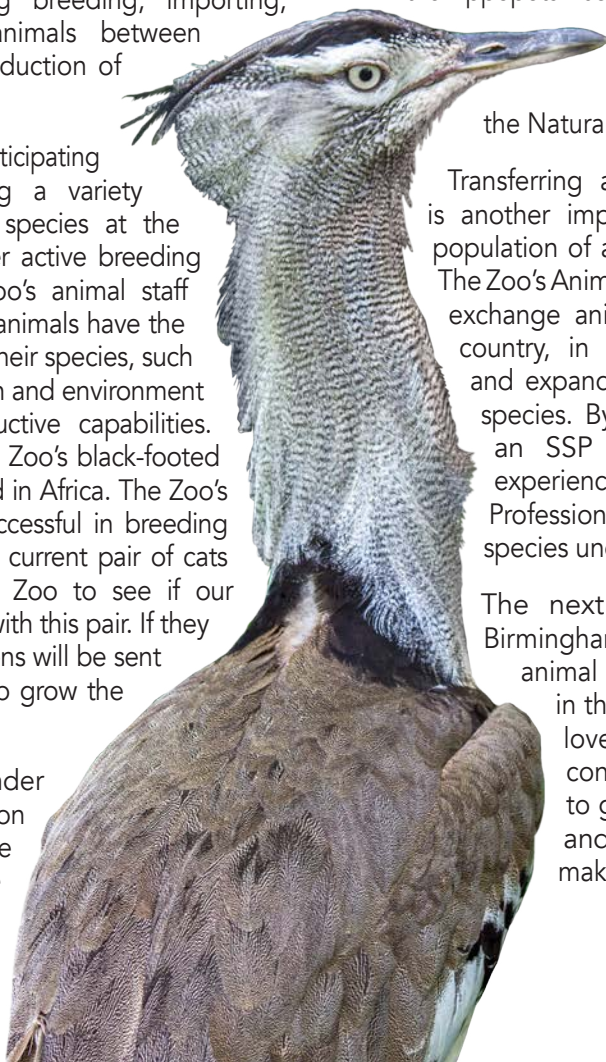 breeding, importing,
animals between
duction of
ticipating
g a variety
species at the
r active breeding
oo's animal staff
animals have the
heir species, such
n and environment
uctive capabilities.
Zoo's black-footed
d in Africa. The Zoo's
ccessful in breeding
current pair of cats
Zoo to see if our
with this pair. If they
ns will be sent
o grow the
nder
on
e
the Natura
Transferring a
is another imp
population of a
The Zoo's Anim
exchange ani
country, in
and expand
species. By
an SSP
experienc
Profession
species und
The next
Birmingham
animal
in th
love
con
to g
and
mak